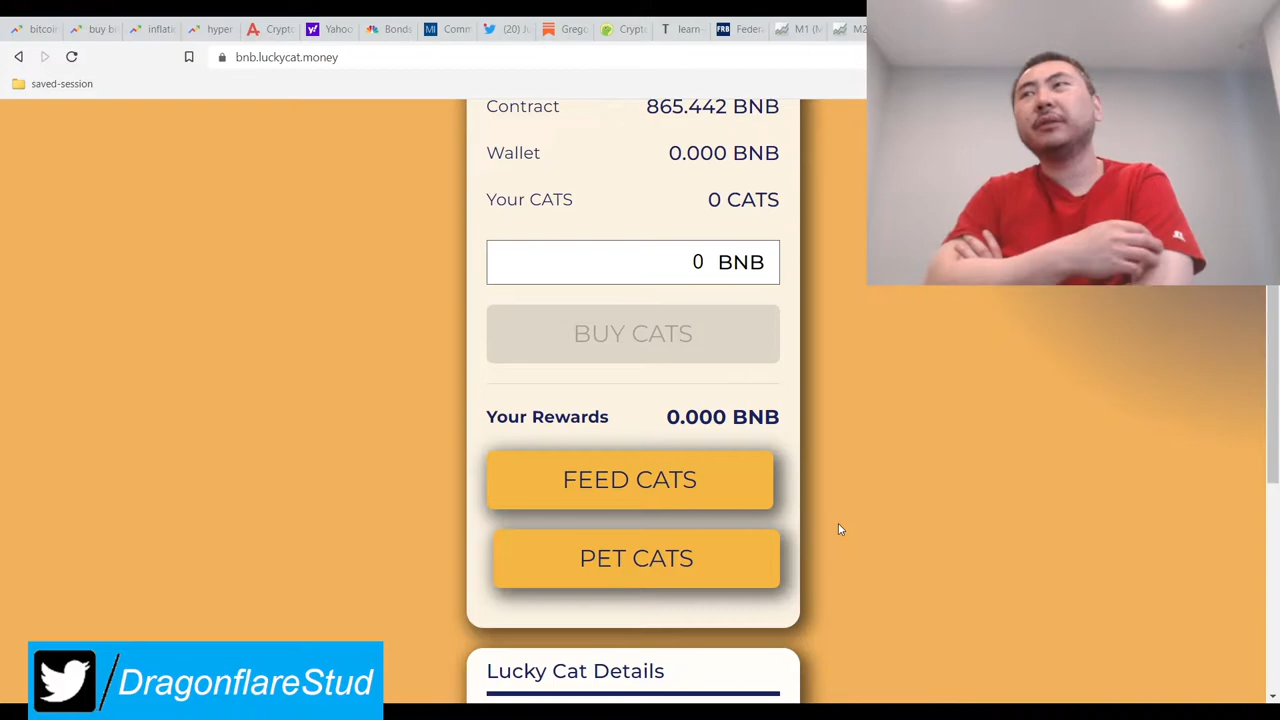 bitcoi
buy b
inflati
hyper
Crypt
Yahoo
Bonds
Comm
(20) Ju
Grego
Crypto
learn-
Feder
M1 (M
M2
bnb.luckycat.money
saved-session
Contract 865.442 BNB
Wallet 0.000 BNB
Your CATS 0 CATS
0 BNB
BUY CATS
Your Rewards 0.000 BNB
FEED CATS
PET CATS
Lucky Cat Details
/DragonflareStud